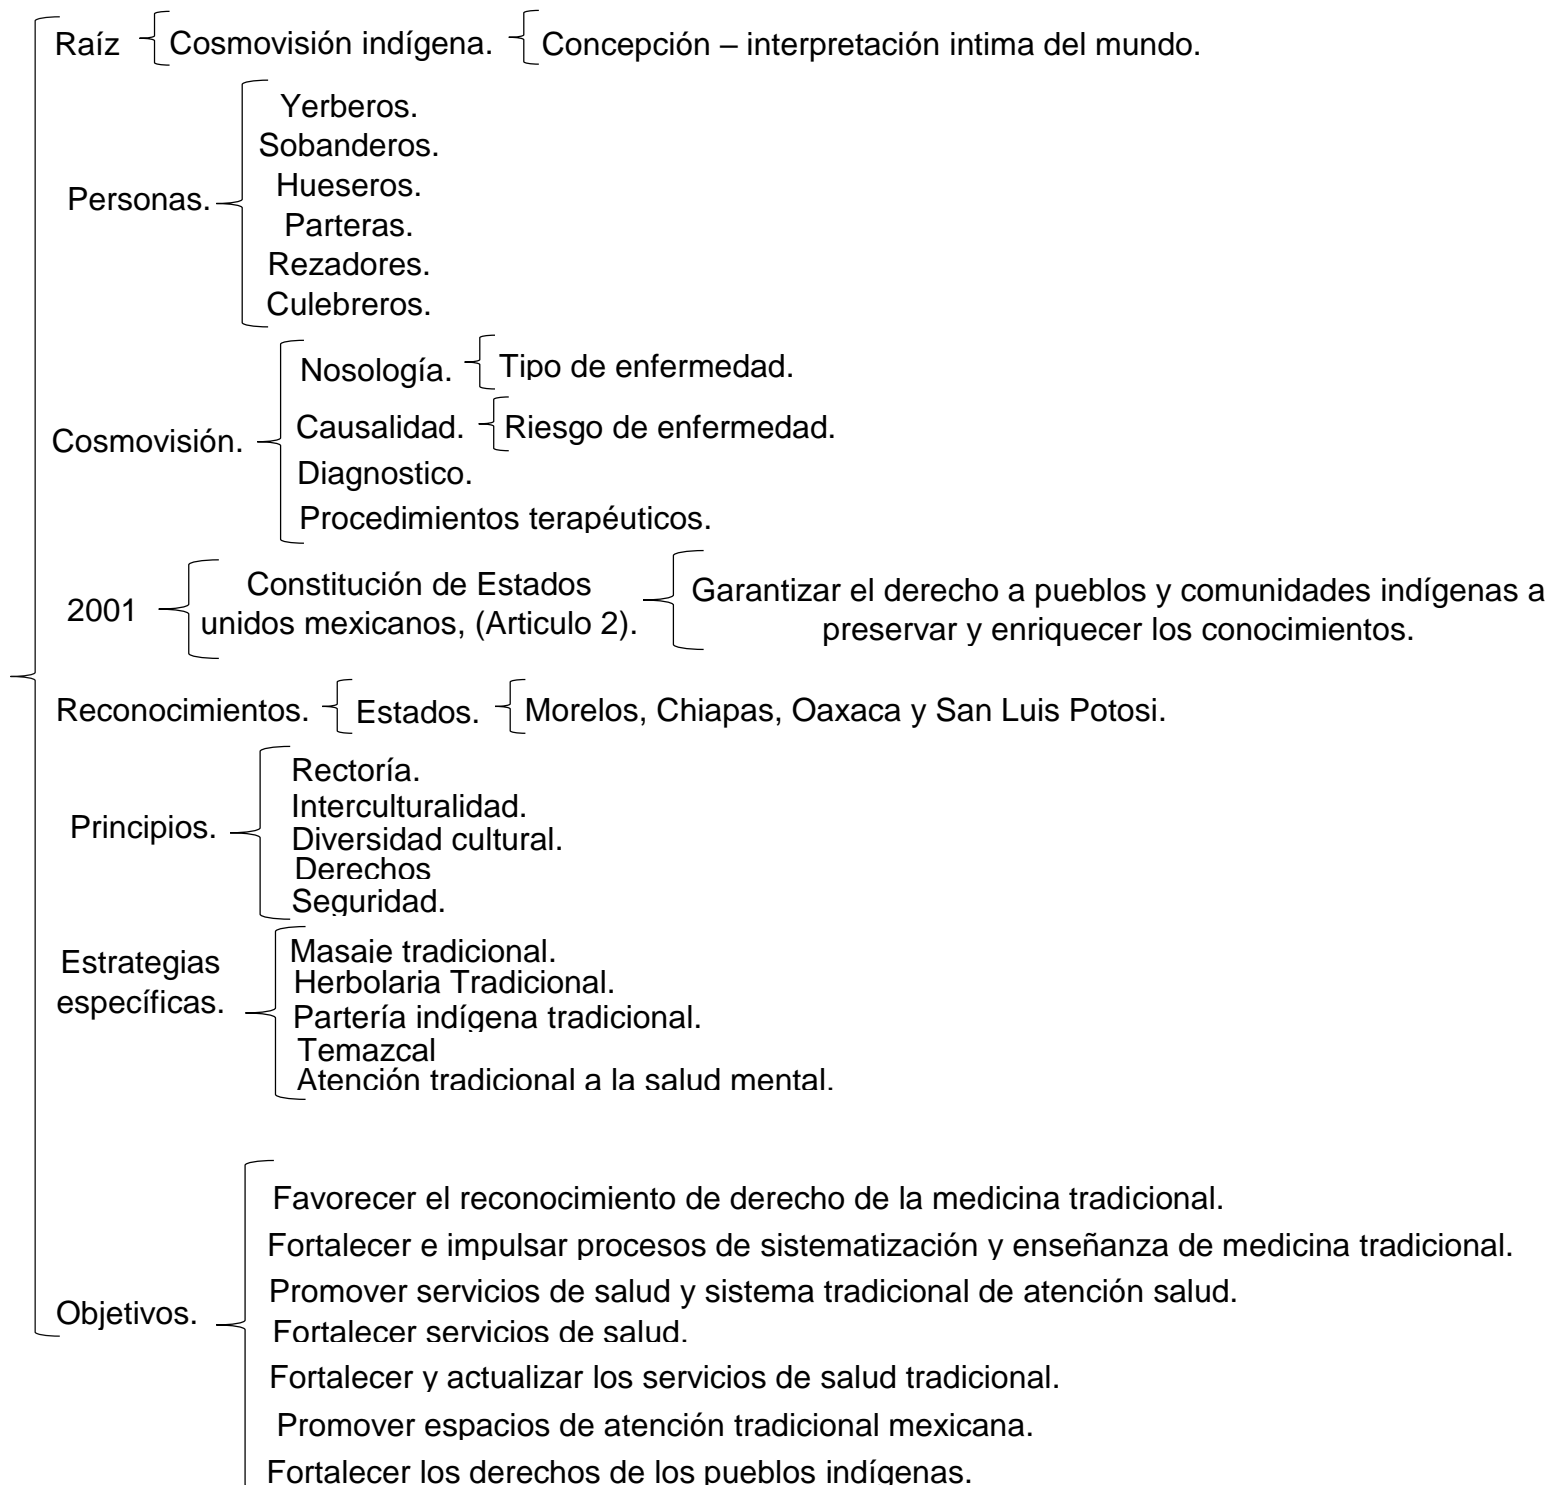 Raíz
Cosmovisión indígena.
Concepción – interpretación intima del mundo.
Personas.
Yerberos.
Sobanderos.
Hueseros.
Parteras.
Rezadores.
Culebreros.
Cosmovisión.
Nosología.
Tipo de enfermedad.
Causalidad.
Riesgo de enfermedad.
Diagnostico.
Procedimientos terapéuticos.
2001
Constitución de Estados
unidos mexicanos, (Articulo 2).
Garantizar el derecho a pueblos y comunidades indígenas a
preservar y enriquecer los conocimientos.
Reconocimientos.
Estados.
Morelos, Chiapas, Oaxaca y San Luis Potosi.
Principios.
Rectoría.
Interculturalidad.
Diversidad cultural.
Derechos
Seguridad.
Estrategias
específicas.
Masaje tradicional.
Herbolaria Tradicional.
Partería indígena tradicional.
Temazcal
Atención tradicional a la salud mental.
Objetivos.
Favorecer el reconocimiento de derecho de la medicina tradicional.
Fortalecer e impulsar procesos de sistematización y enseñanza de medicina tradicional.
Promover servicios de salud y sistema tradicional de atención salud.
Fortalecer servicios de salud.
Fortalecer y actualizar los servicios de salud tradicional.
Promover espacios de atención tradicional mexicana.
Fortalecer los derechos de los pueblos indígenas.